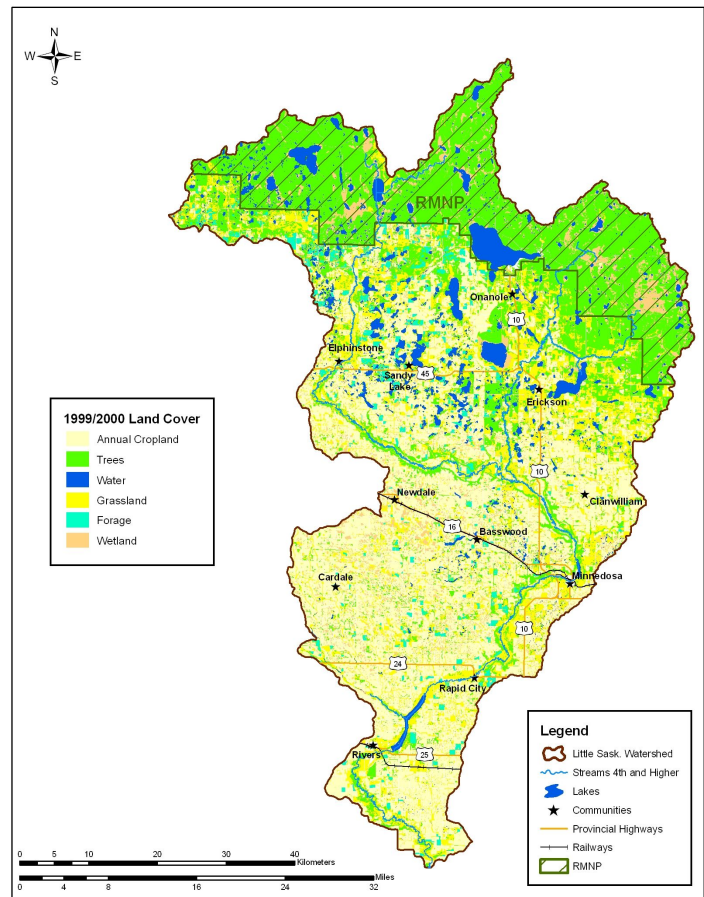 N
W E
S
RMNP
Onanole
10
Elphinstone
Sandy
Lake
45
Erickson
10
Newdale
Clanwilliam
16
Basswood
Cardale
Minnedosa
10
24
Rapid City
Rivers
25
1999/2000 Land Cover
Annual Cropland
Trees
Water
Grassland
Forage
Wetland
Legend
Little Sask. Watershed
Streams 4th and Higher
Lakes
Communities
Provincial Highways
Railways
RMNP
0 5 10 20 30 40
Kilometers
0 4 8 16 24 32
Miles